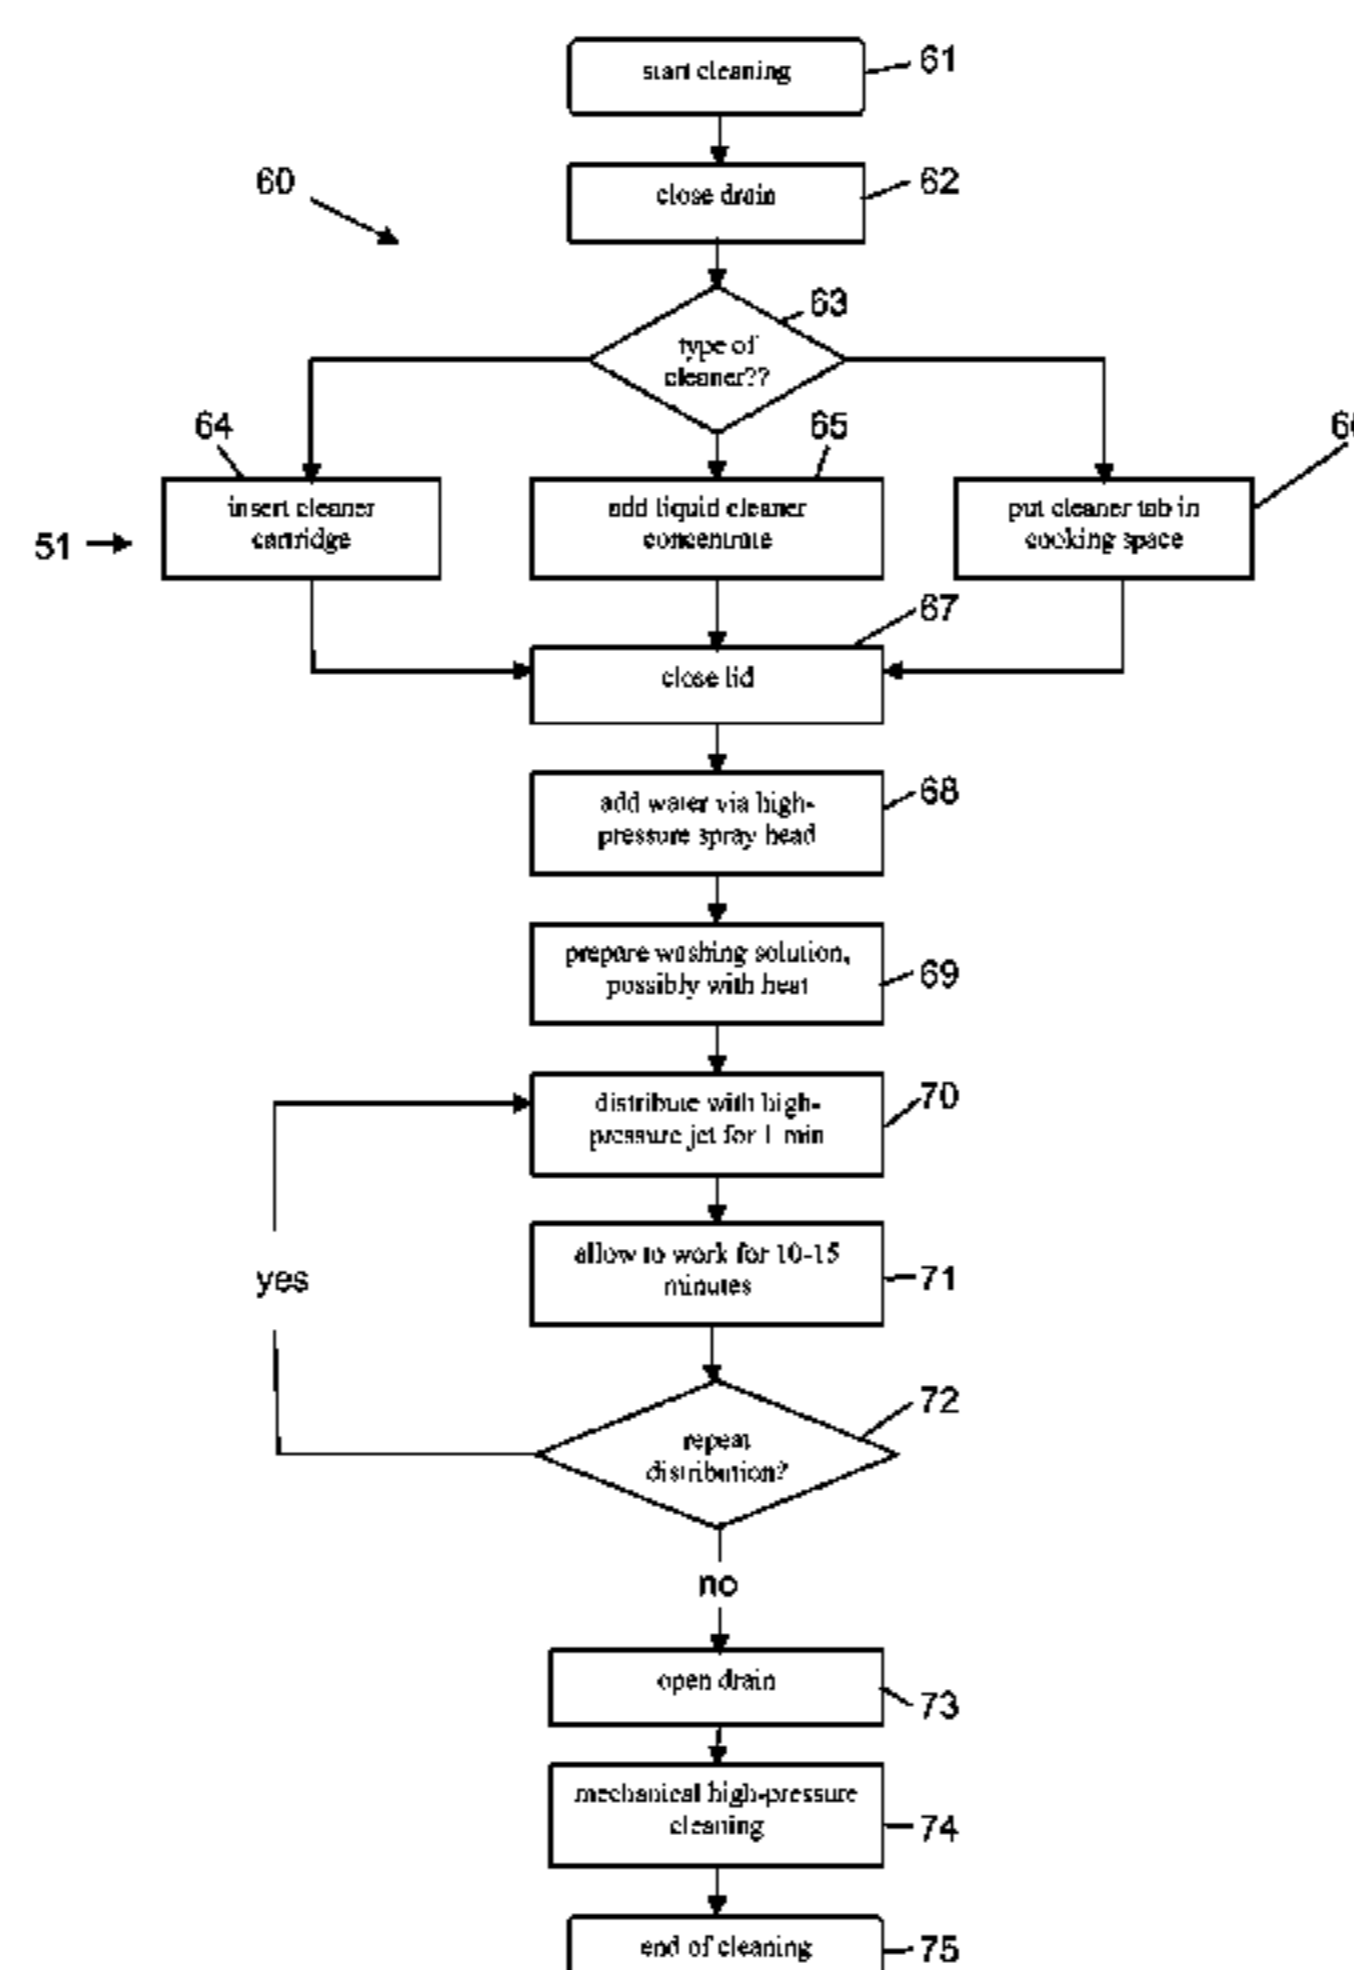 start cleaning
61
close drain
62
60
63
type of
cleaner??
64
65
insert cleaner
cartridge
add liquid cleaner
concentrate
put cleaner tab in
cooking space
51
67
close lid
add water via high-
pressure spray head
68
prepare washing solution,
possibly with heat
69
distribute with high-
pressure jet for 1 min
70
allow to work for 10-15
minutes
71
yes
72
repeat
distribution?
no
open drain
73
mechanical high-pressure
cleaning
74
end of cleaning
75